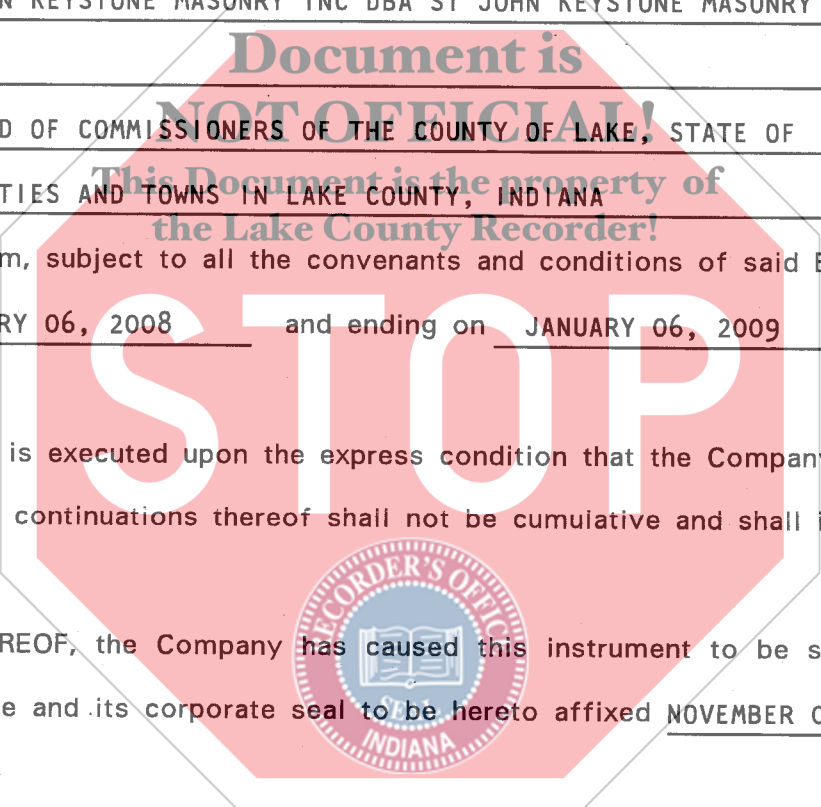 N KEYSTONE MASONRY INC DBA ST JOHN KEYSTONE MASONRY
Document is
NOT OFFICIAL!
D OF COMMISSIONERS OF THE COUNTY OF LAKE, STATE OF
This Document is the property of
TIES AND TOWNS IN LAKE COUNTY, INDIANA
the Lake County Recorder!
m, subject to all the convenants and conditions of said B
RY 06, 2008 and ending on JANUARY 06, 2009
STOP
is executed upon the express condition that the Company
continuations thereof shall not be cumulative and shall i
RECORDER'S OFFICE
REOF, the Company has caused this instrument to be s
SEAL
e and its corporate seal to be hereto affixed NOVEMBER 0
INDIANA